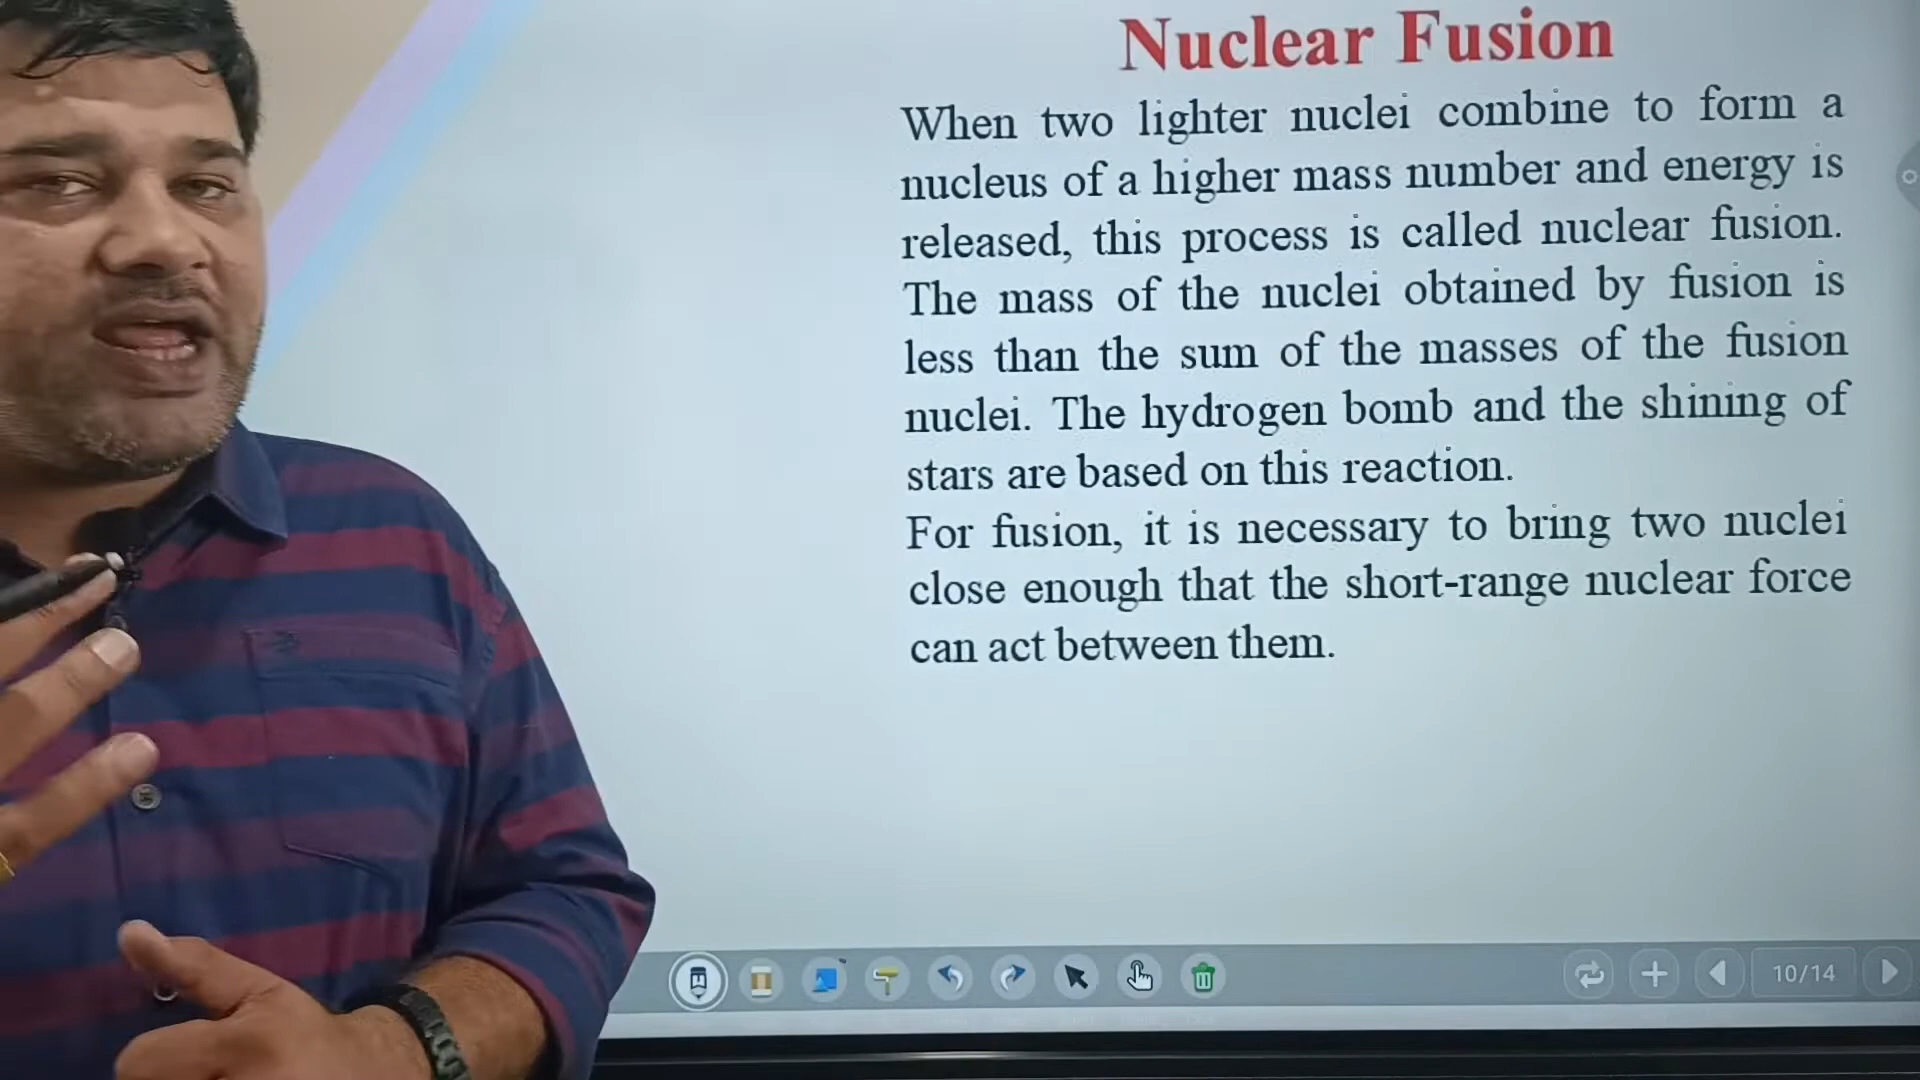 Nuclear Fusion
When two lighter nuclei combine to form a
nucleus of a higher mass number and energy is
released, this process is called nuclear fusion.
The mass of the nuclei obtained by fusion is
less than the sum of the masses of the fusion
nuclei. The hydrogen bomb and the shining of
stars are based on this reaction.
For fusion, it is necessary to bring two nuclei
close enough that the short-range nuclear force
can act between them.
10/14